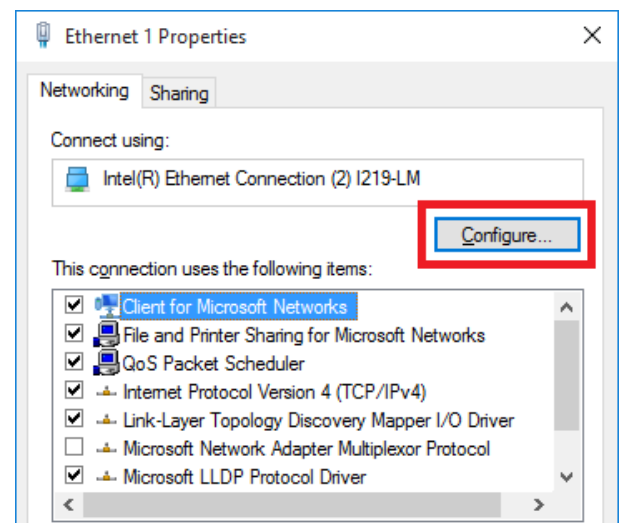 Ethernet 1 Properties
Networking Sharing
Connect using:
Intel(R) Ethernet Connection (2) I219-LM
Configure...
This connection uses the following items:
Client for Microsoft Networks
File and Printer Sharing for Microsoft Networks
QoS Packet Scheduler
Internet Protocol Version 4 (TCP/IPv4)
Link-Layer Topology Discovery Mapper I/O Driver
Microsoft Network Adapter Multiplexor Protocol
Microsoft LLDP Protocol Driver